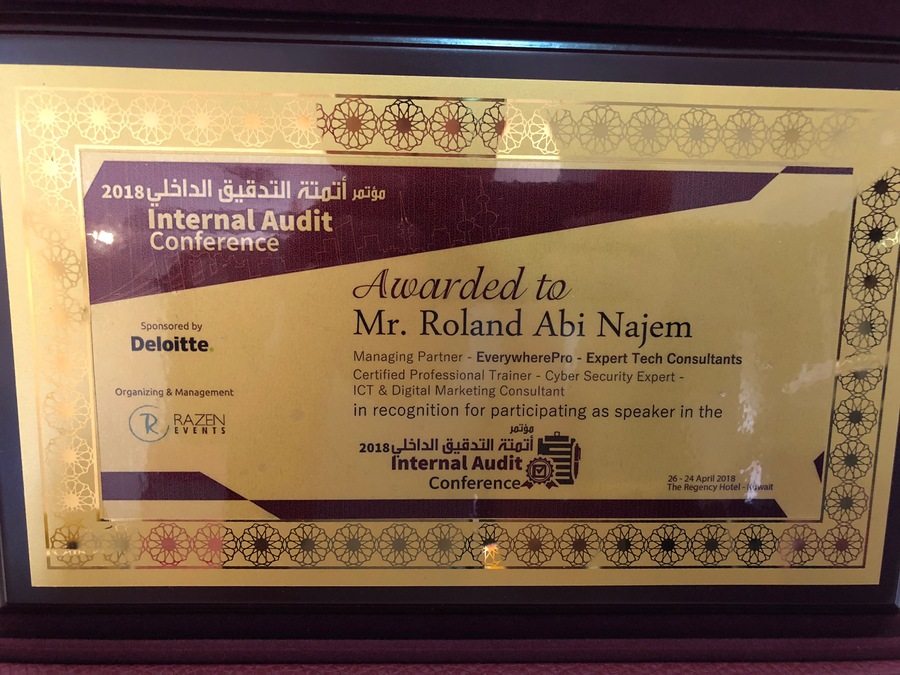 مؤتمر أتمتة التدقيق الداخلي 2018
Internal Audit
Conference
Awarded to
Mr. Roland Abi Najem
Managing Partner - EverywherePro - Expert Tech Consultants
Certified Professional Trainer - Cyber Security Expert -
ICT & Digital Marketing Consultant
in recognition for participating as speaker in the
مؤتمر
أتمتة التدقيق الداخلي 2018
Internal Audit
Conference
Sponsored by
Deloitte.
Organizing & Management
RAZEN
EVENTS
26 - 24 April 2018
The Regency Hotel - Kuwait